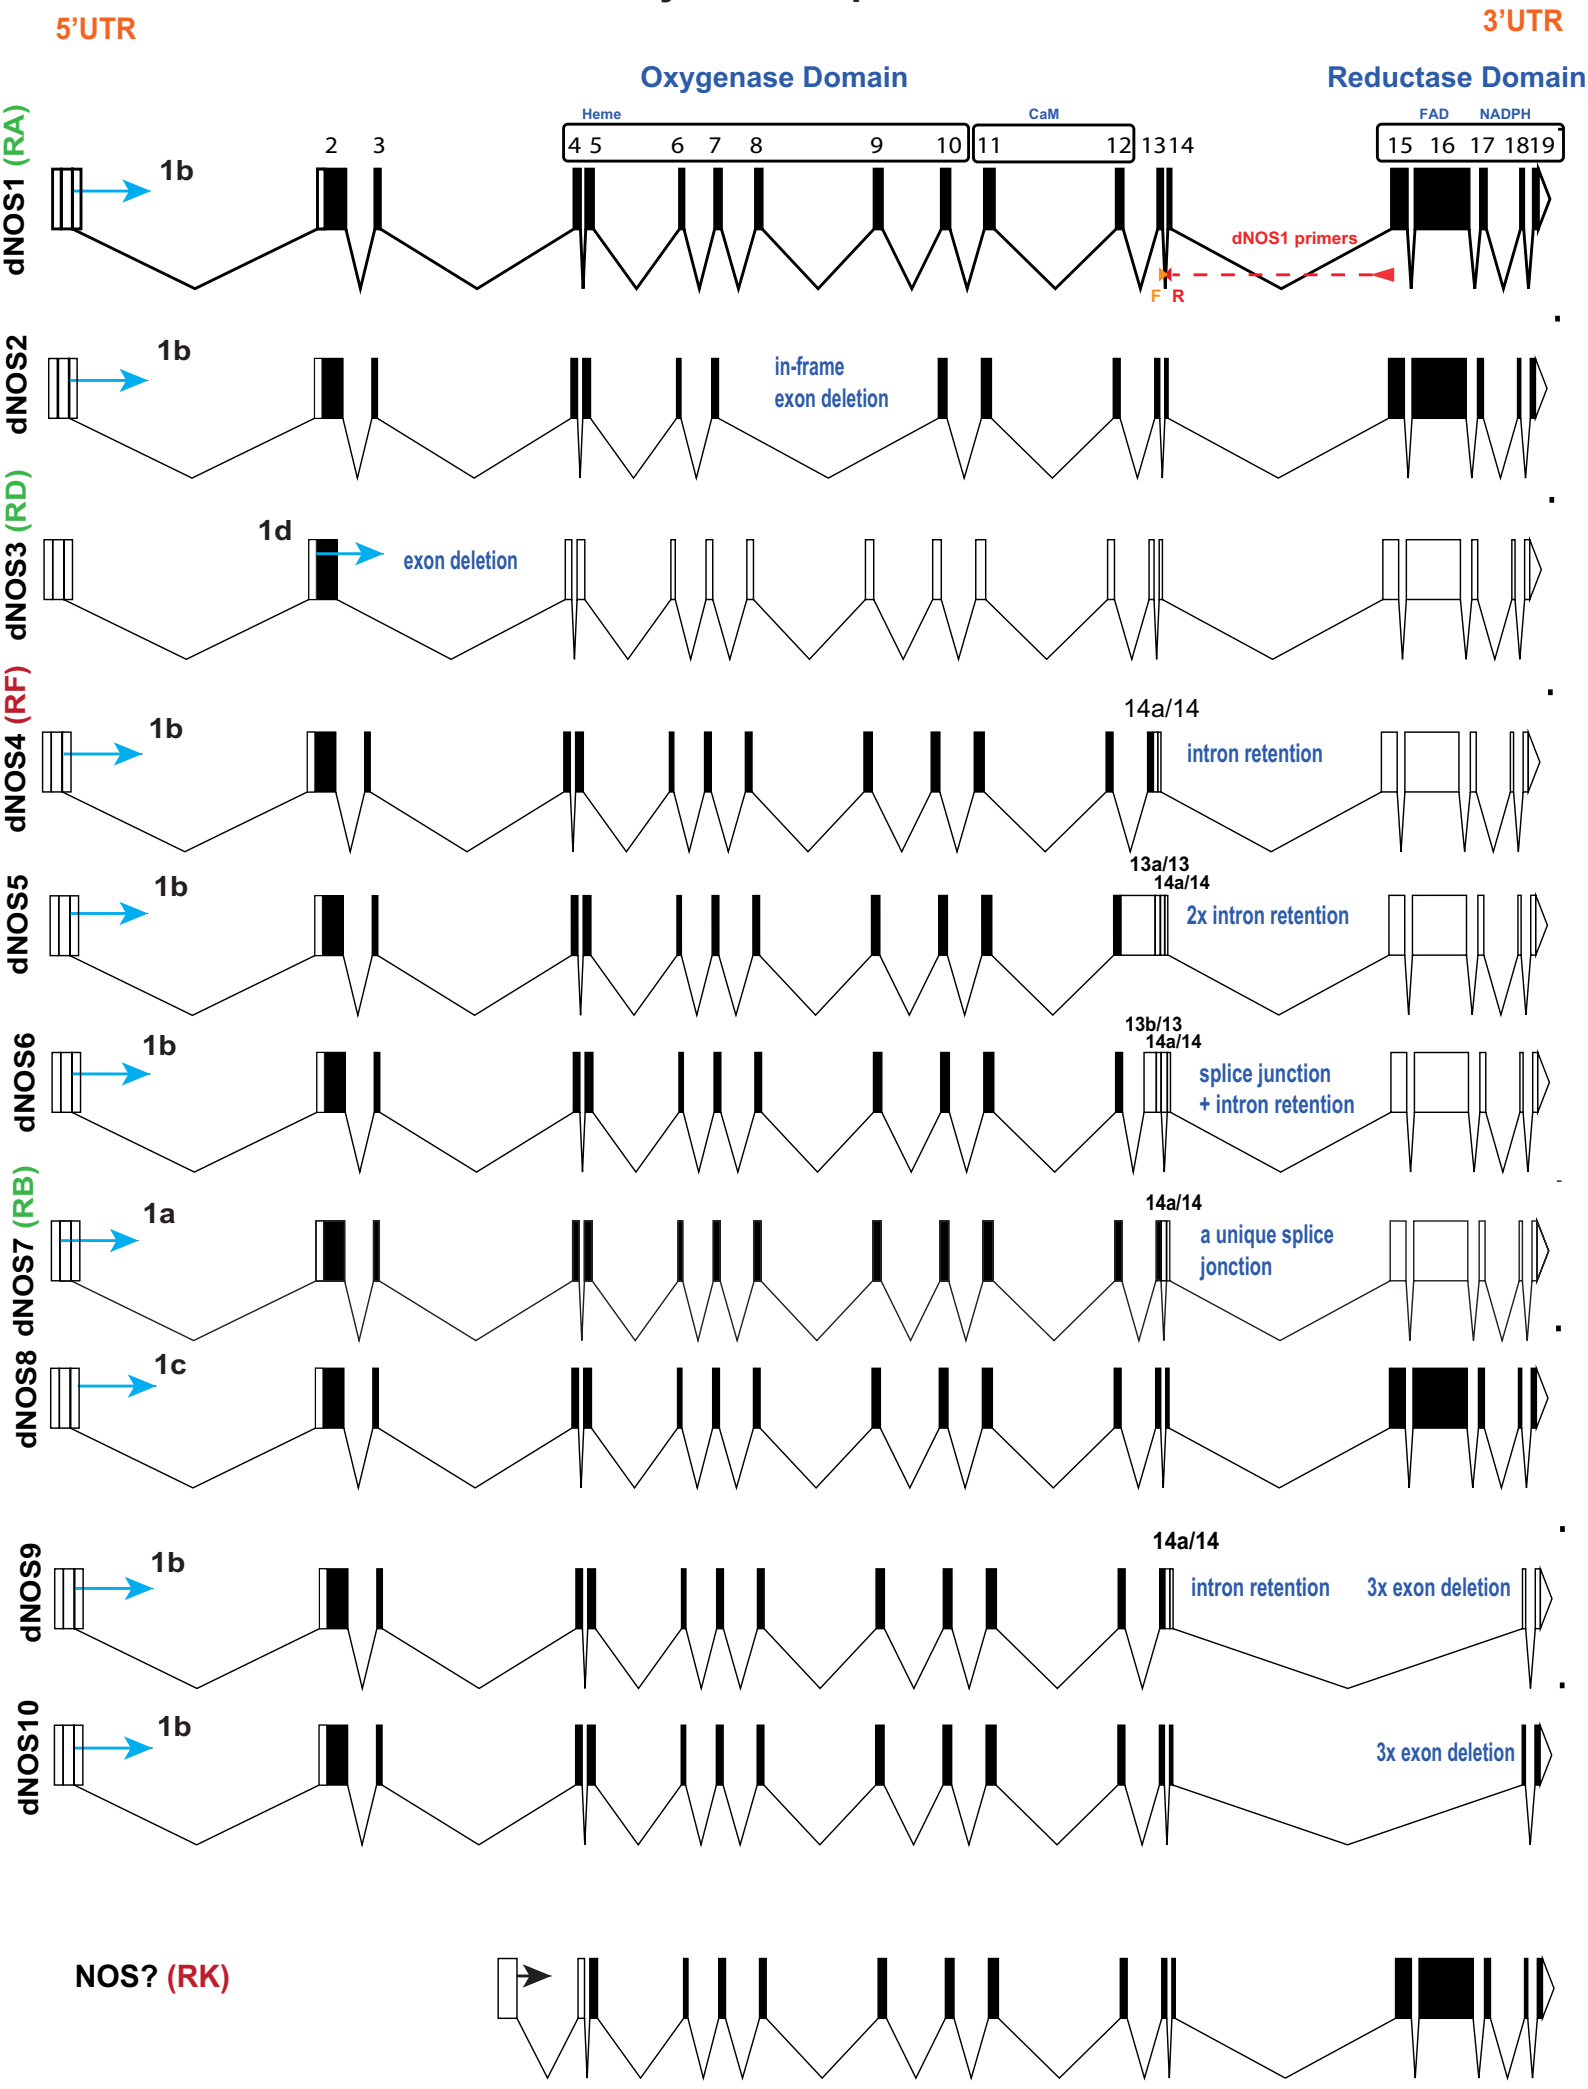 5'UTR
3'UTR
Oxygenase Domain
Reductase Domain
Heme
CaM
FAD
NADPH
2 3 4 5 6 7 8 9 10 11 12 13 14 15 16 17 18 19
dNOS1 (RA)
1b
dNOS1 primers
F R
dNOS2
1b
in-frame
exon deletion
dNOS3 (RD)
1d
exon deletion
dNOS4 (RF)
1b
14a/14
intron retention
dNOS5
1b
13a/13
14a/14
2x intron retention
dNOS6
1b
13b/13
14a/14
splice junction
+ intron retention
dNOS7 (RB)
1a
14a/14
a unique splice
jonction
dNOS8
1c
dNOS9
1b
14a/14
intron retention
3x exon deletion
dNOS10
1b
3x exon deletion
NOS? (RK)